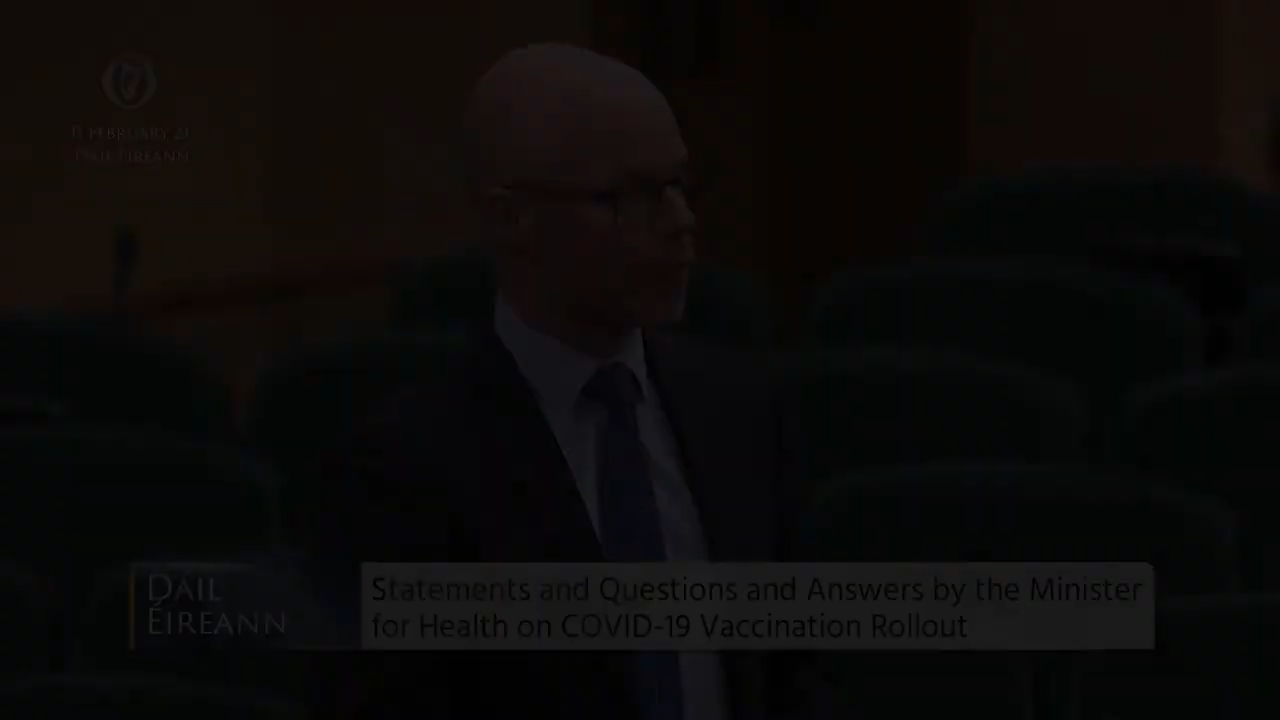 11 FEBRUARY 21
DÁIL ÉIREANN
DÁIL
ÉIREANN
Statements and Questions and Answers by the Minister
for Health on COVID-19 Vaccination Rollout